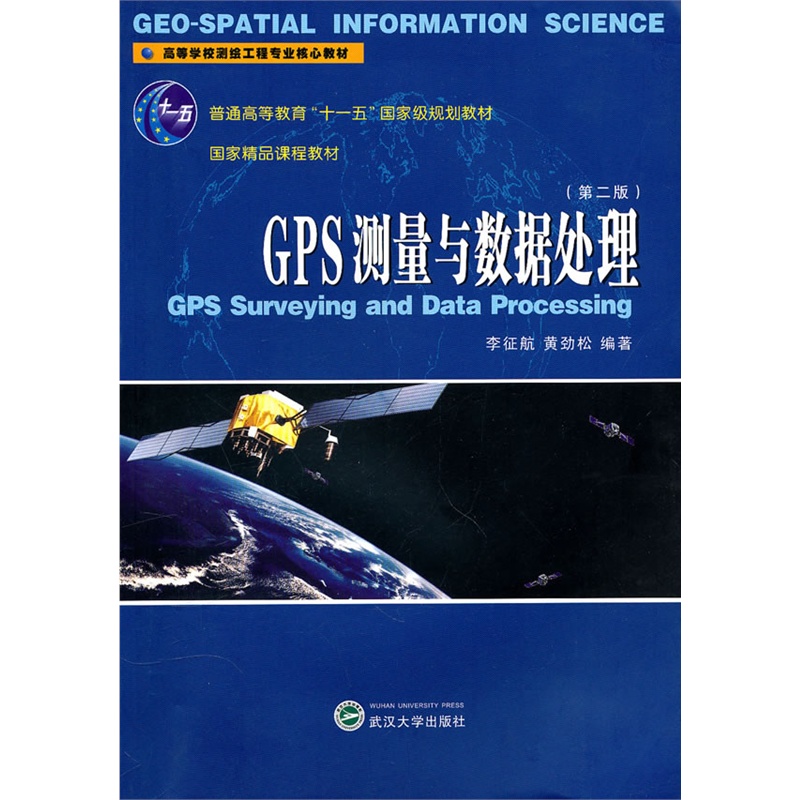 GEO-SPATIAL INFORMATION SCIENCE
高等学校测绘工程专业核心教材
十一五
普通高等教育“十一五”国家级规划教材
国家精品课程教材
（第二版）
GPS测量与数据处理
GPS Surveying and Data Processing
李征航 黄劲松 编著
WUHAN UNIVERSITY PRESS
武汉大学出版社